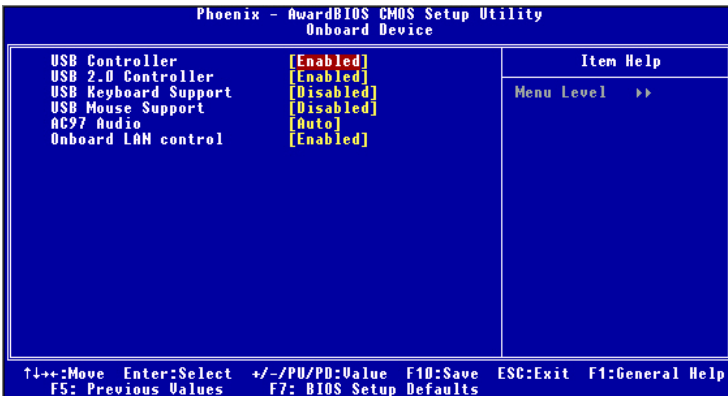 Phoenix - AwardBIOS CMOS Setup Utility
Onboard Device
USB Controller [Enabled]
USB 2.0 Controller [Enabled]
USB Keyboard Support [Disabled]
USB Mouse Support [Disabled]
AC97 Audio [Auto]
Onboard LAN control [Enabled]
Item Help
Menu Level ▸▸
↑↓→←:Move Enter:Select +/-/PU/PD:Value F10:Save ESC:Exit F1:General Help
F5: Previous Values F7: BIOS Setup Defaults